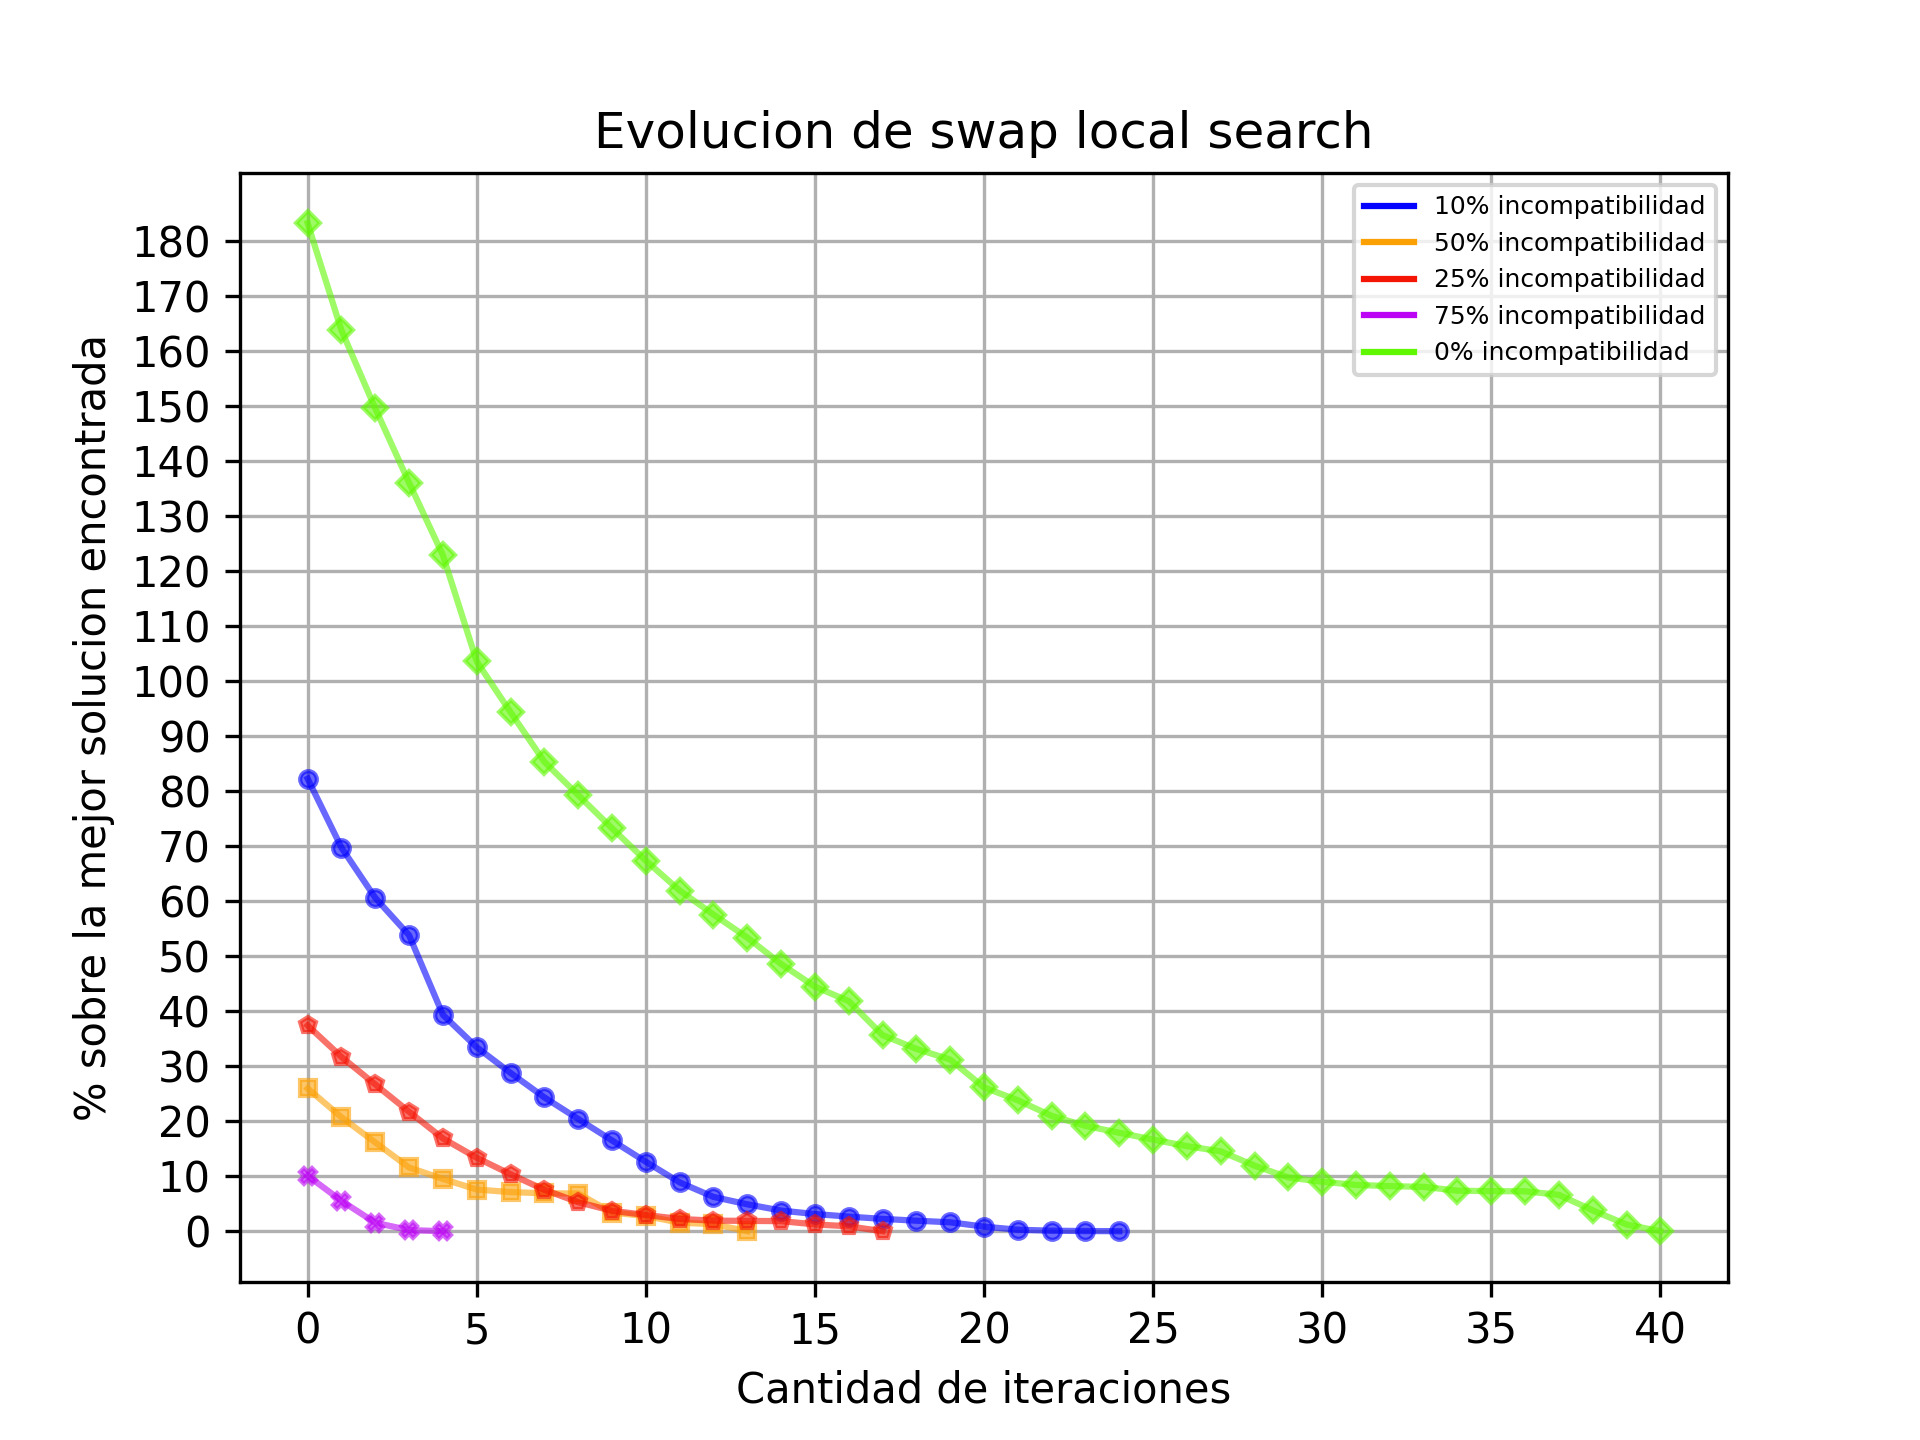 Evolucion de swap local search
10% incompatibilidad
50% incompatibilidad
25% incompatibilidad
75% incompatibilidad
0% incompatibilidad
% sobre la mejor solucion encontrada
180
170
160
150
140
130
120
110
100
90
80
70
60
50
40
30
20
10
0
0 5 10 15 20 25 30 35 40
Cantidad de iteraciones